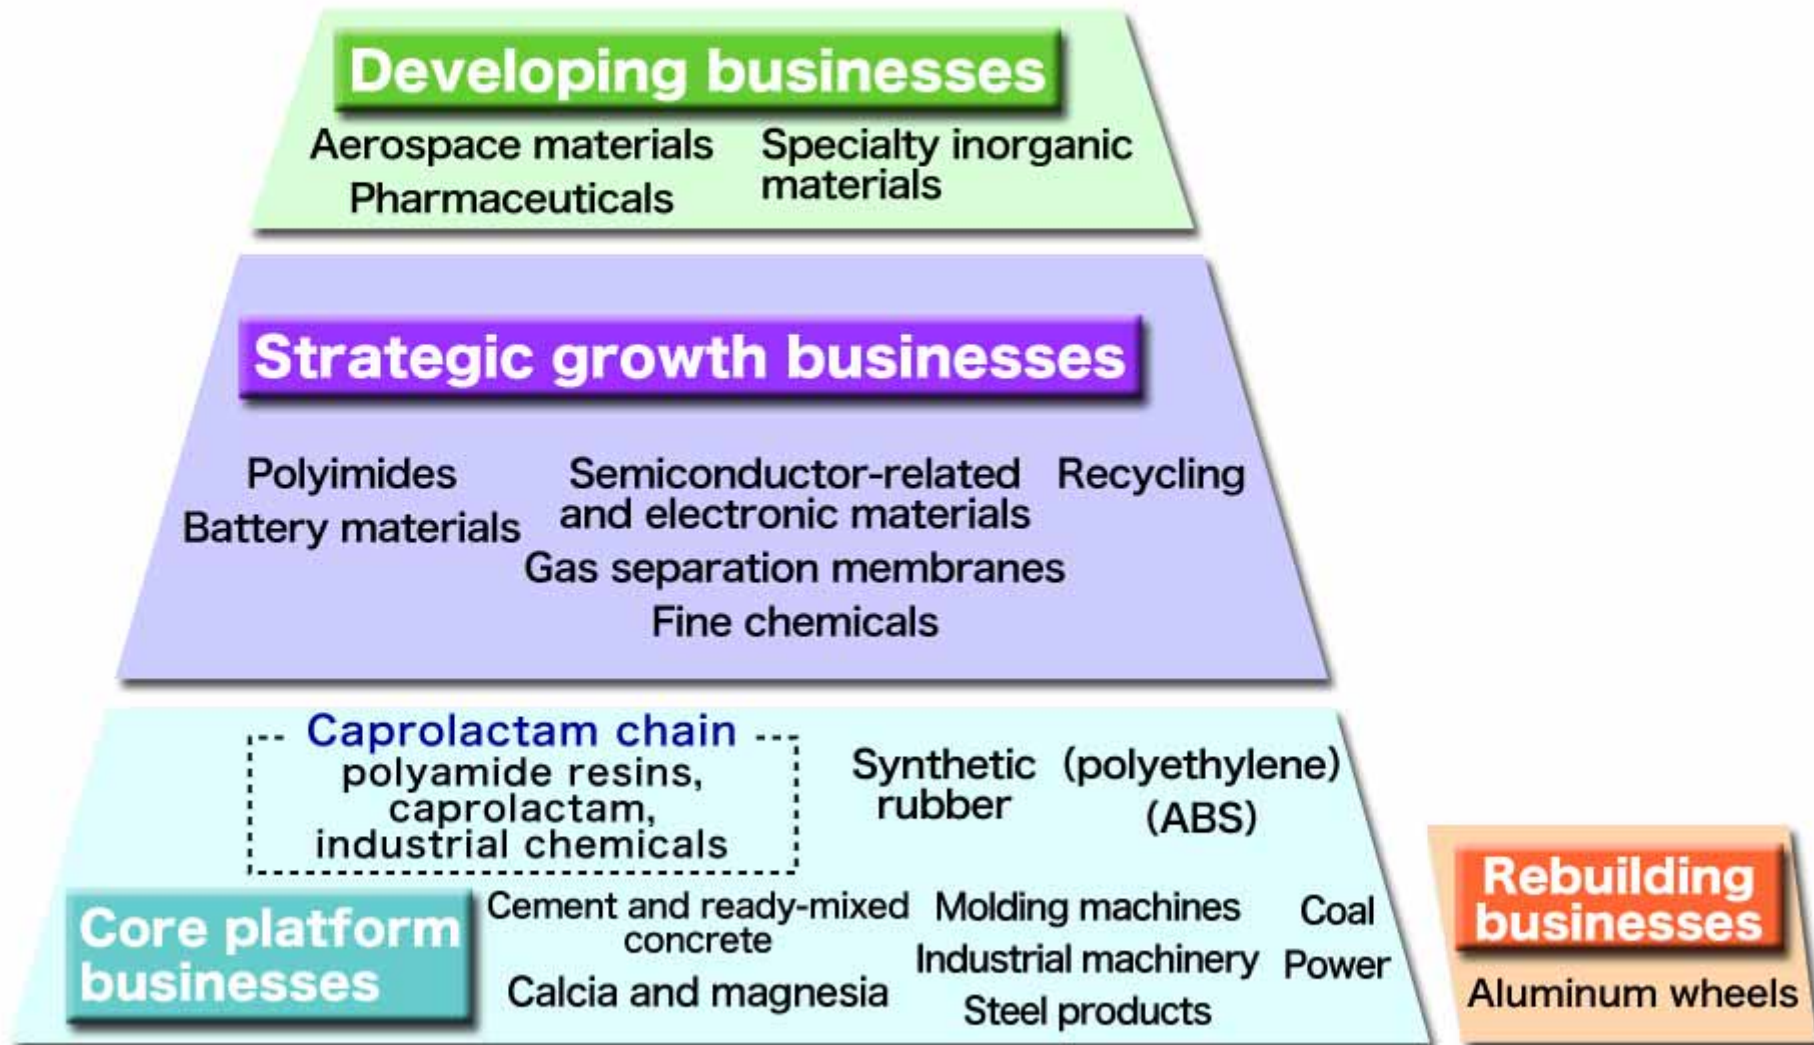 Developing businesses
Aerospace materials
Pharmaceuticals
Specialty inorganic
materials
Strategic growth businesses
Polyimides
Battery materials
Semiconductor-related
and electronic materials
Gas separation membranes
Fine chemicals
Recycling
Caprolactam chain
polyamide resins,
caprolactam,
industrial chemicals
Synthetic
rubber
(polyethylene)
(ABS)
Core platform
businesses
Cement and ready-mixed
concrete
Calcia and magnesia
Molding machines
Industrial machinery
Steel products
Coal
Power
Rebuilding
businesses
Aluminum wheels